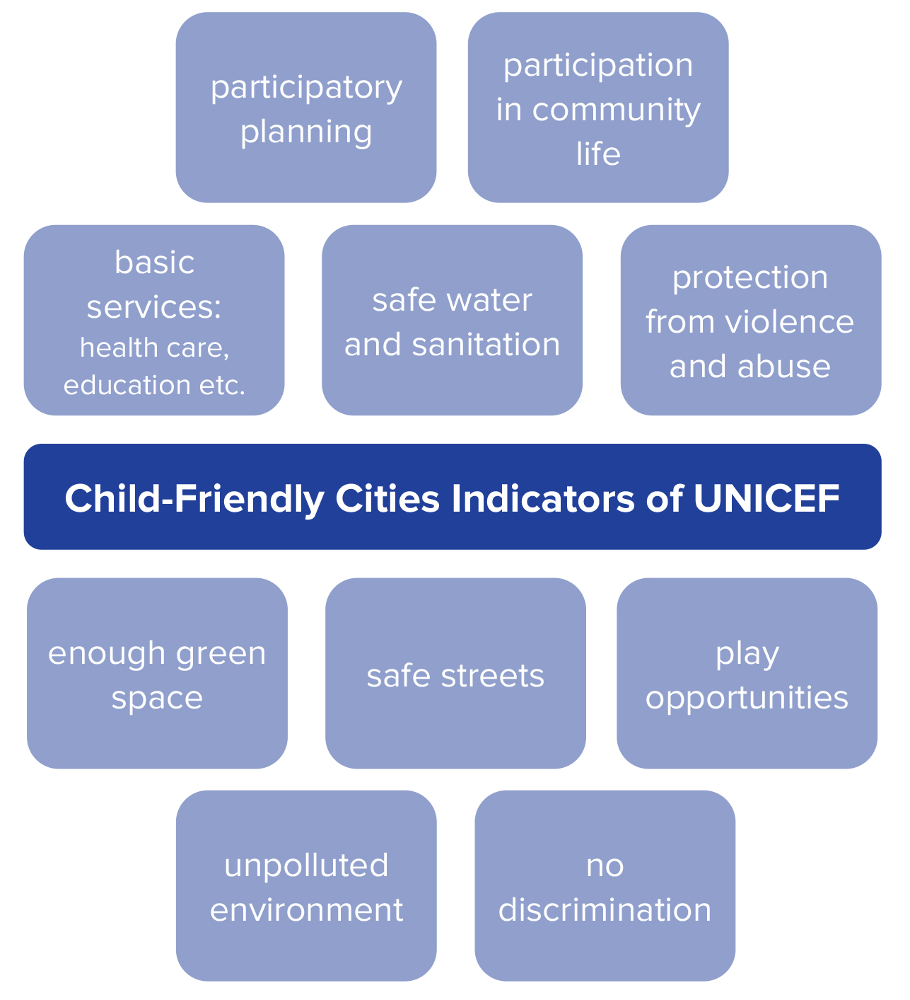 participatory
planning
participation
in community
life
basic
services:
health care,
education etc.
safe water
and sanitation
protection
from violence
and abuse
Child-Friendly Cities Indicators of UNICEF
enough green
space
safe streets
play
opportunities
unpolluted
environment
no
discrimination